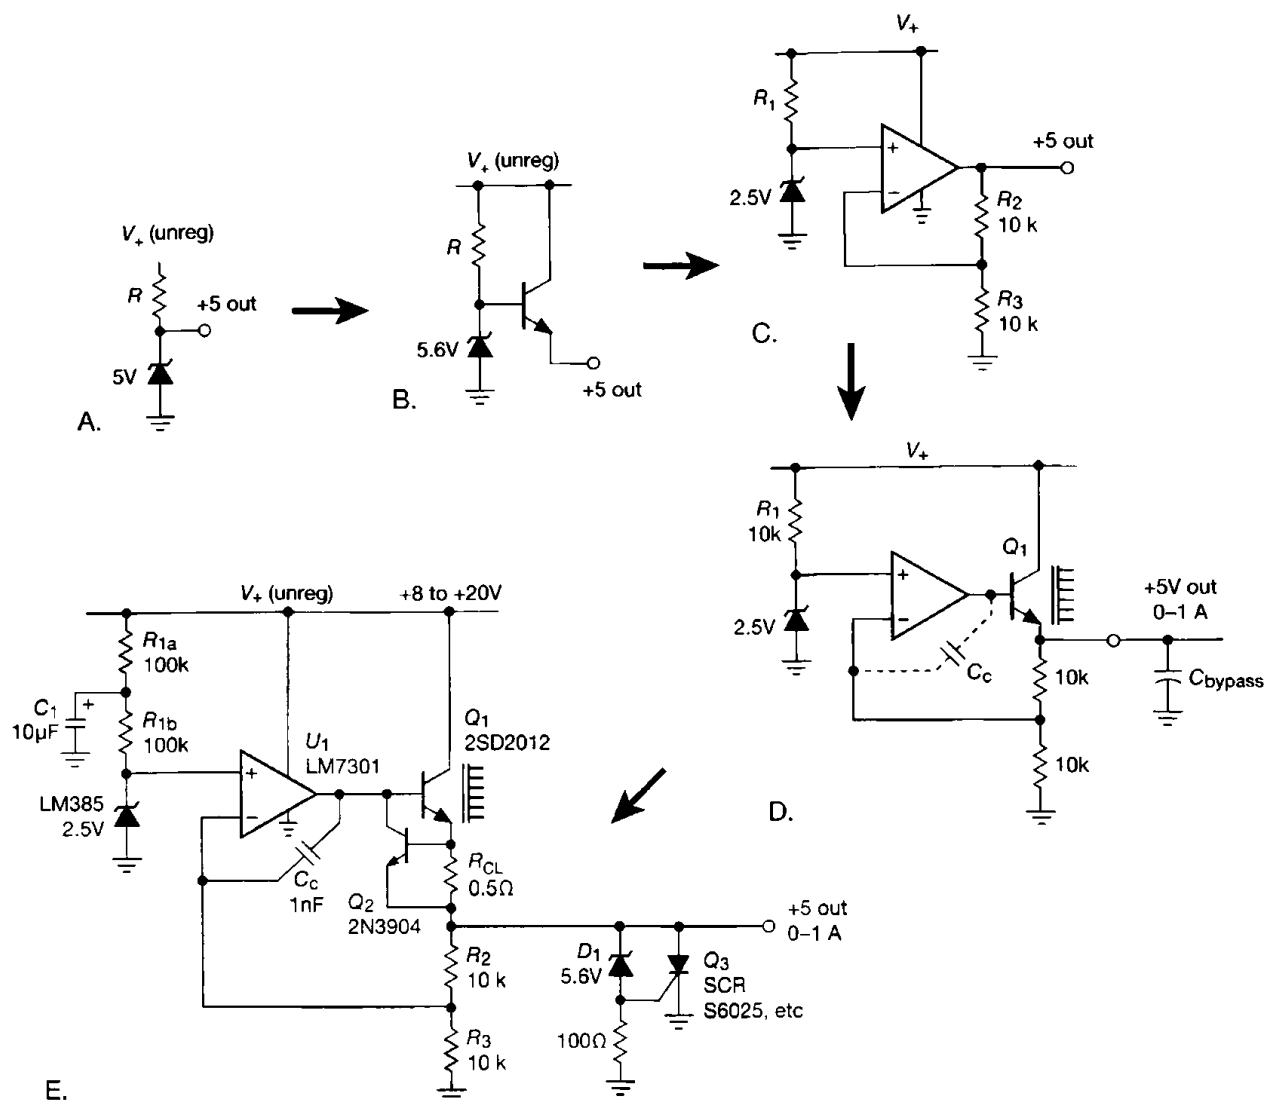 V+ (unreg)
R
+5 out
5V
A.
V+ (unreg)
R
5.6V
+5 out
B.
V+
R1
+
−
2.5V
+5 out
R2
10 k
R3
10 k
C.
V+
R1
10k
+
−
2.5V
Cc
Q1
+5V out
0–1 A
10k
Cbypass
10k
D.
V+ (unreg)
+8 to +20V
R1a
100k
C1
10µF
+
R1b
100k
LM385
2.5V
U1
LM7301
+
−
Cc
1nF
Q1
2SD2012
Q2
2N3904
RCL
0.5Ω
R2
10 k
R3
10 k
D1
5.6V
100Ω
Q3
SCR
S6025, etc
+5 out
0–1 A
E.